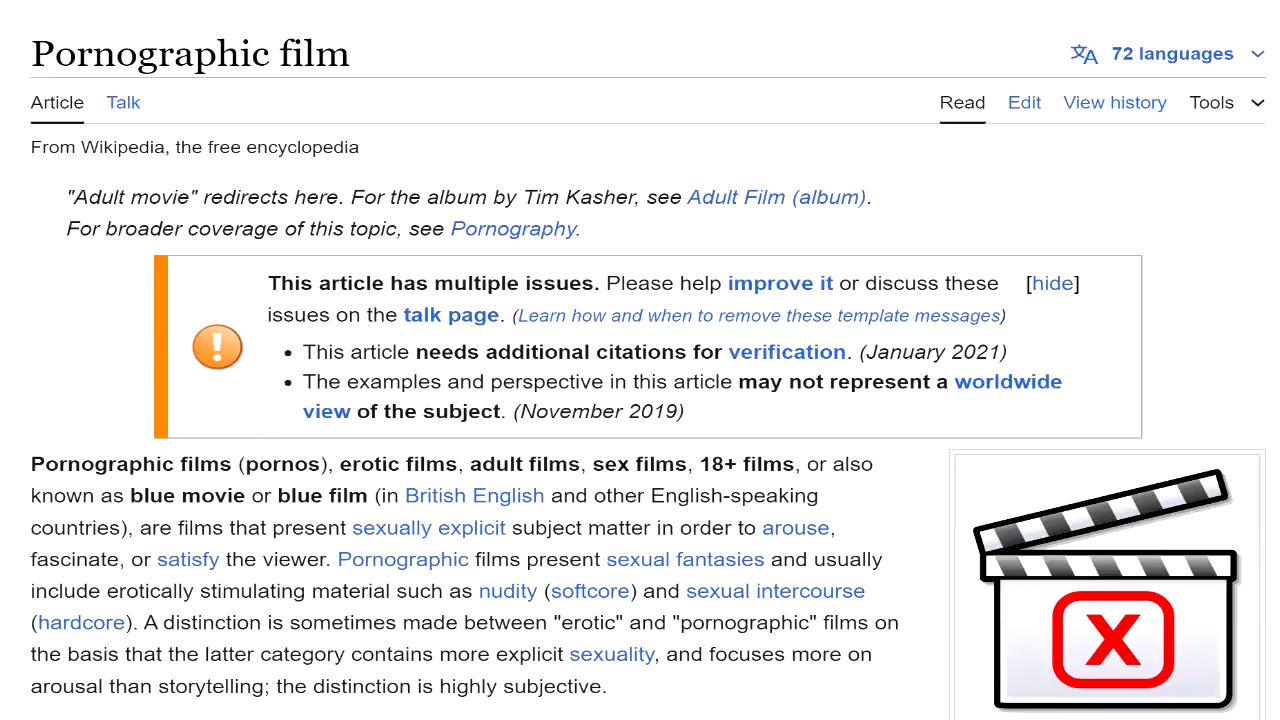 Pornographic film
72 languages
Article Talk Read Edit View history Tools
From Wikipedia, the free encyclopedia
"Adult movie" redirects here. For the album by Tim Kasher, see Adult Film (album).
For broader coverage of this topic, see Pornography.
This article has multiple issues. Please help improve it or discuss these [hide]
issues on the talk page. (Learn how and when to remove these template messages)
• This article needs additional citations for verification. (January 2021)
• The examples and perspective in this article may not represent a worldwide
view of the subject. (November 2019)
Pornographic films (pornos), erotic films, adult films, sex films, 18+ films, or also
known as blue movie or blue film (in British English and other English-speaking
countries), are films that present sexually explicit subject matter in order to arouse,
fascinate, or satisfy the viewer. Pornographic films present sexual fantasies and usually
include erotically stimulating material such as nudity (softcore) and sexual intercourse
(hardcore). A distinction is sometimes made between "erotic" and "pornographic" films on
the basis that the latter category contains more explicit sexuality, and focuses more on
arousal than storytelling; the distinction is highly subjective.
X